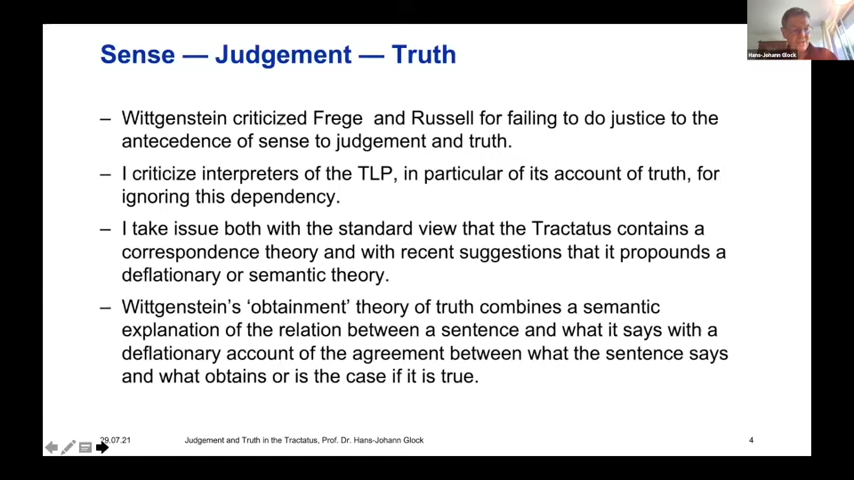 Sense — Judgement — Truth
Hans-Johann Glock
– Wittgenstein criticized Frege  and Russell for failing to do justice to the
antecedence of sense to judgement and truth.
– I criticize interpreters of the TLP, in particular of its account of truth, for
ignoring this dependency.
– I take issue both with the standard view that the Tractatus contains a
correspondence theory and with recent suggestions that it propounds a
deflationary or semantic theory.
– Wittgenstein’s ‘obtainment’ theory of truth combines a semantic
explanation of the relation between a sentence and what it says with a
deflationary account of the agreement between what the sentence says
and what obtains or is the case if it is true.
29.07.21 Judgement and Truth in the Tractatus, Prof. Dr. Hans-Johann Glock 4